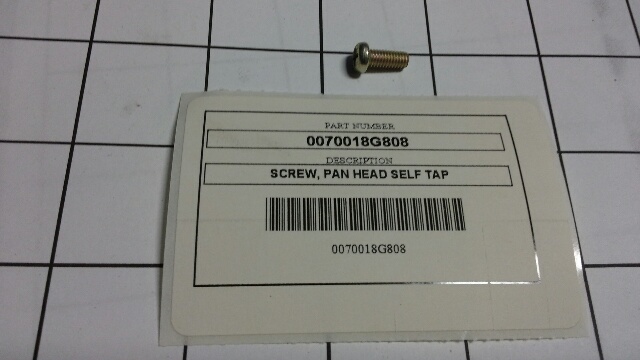 PART NUMBER
0070018G808
DESCRIPTION
SCREW, PAN HEAD SELF TAP
0070018G808